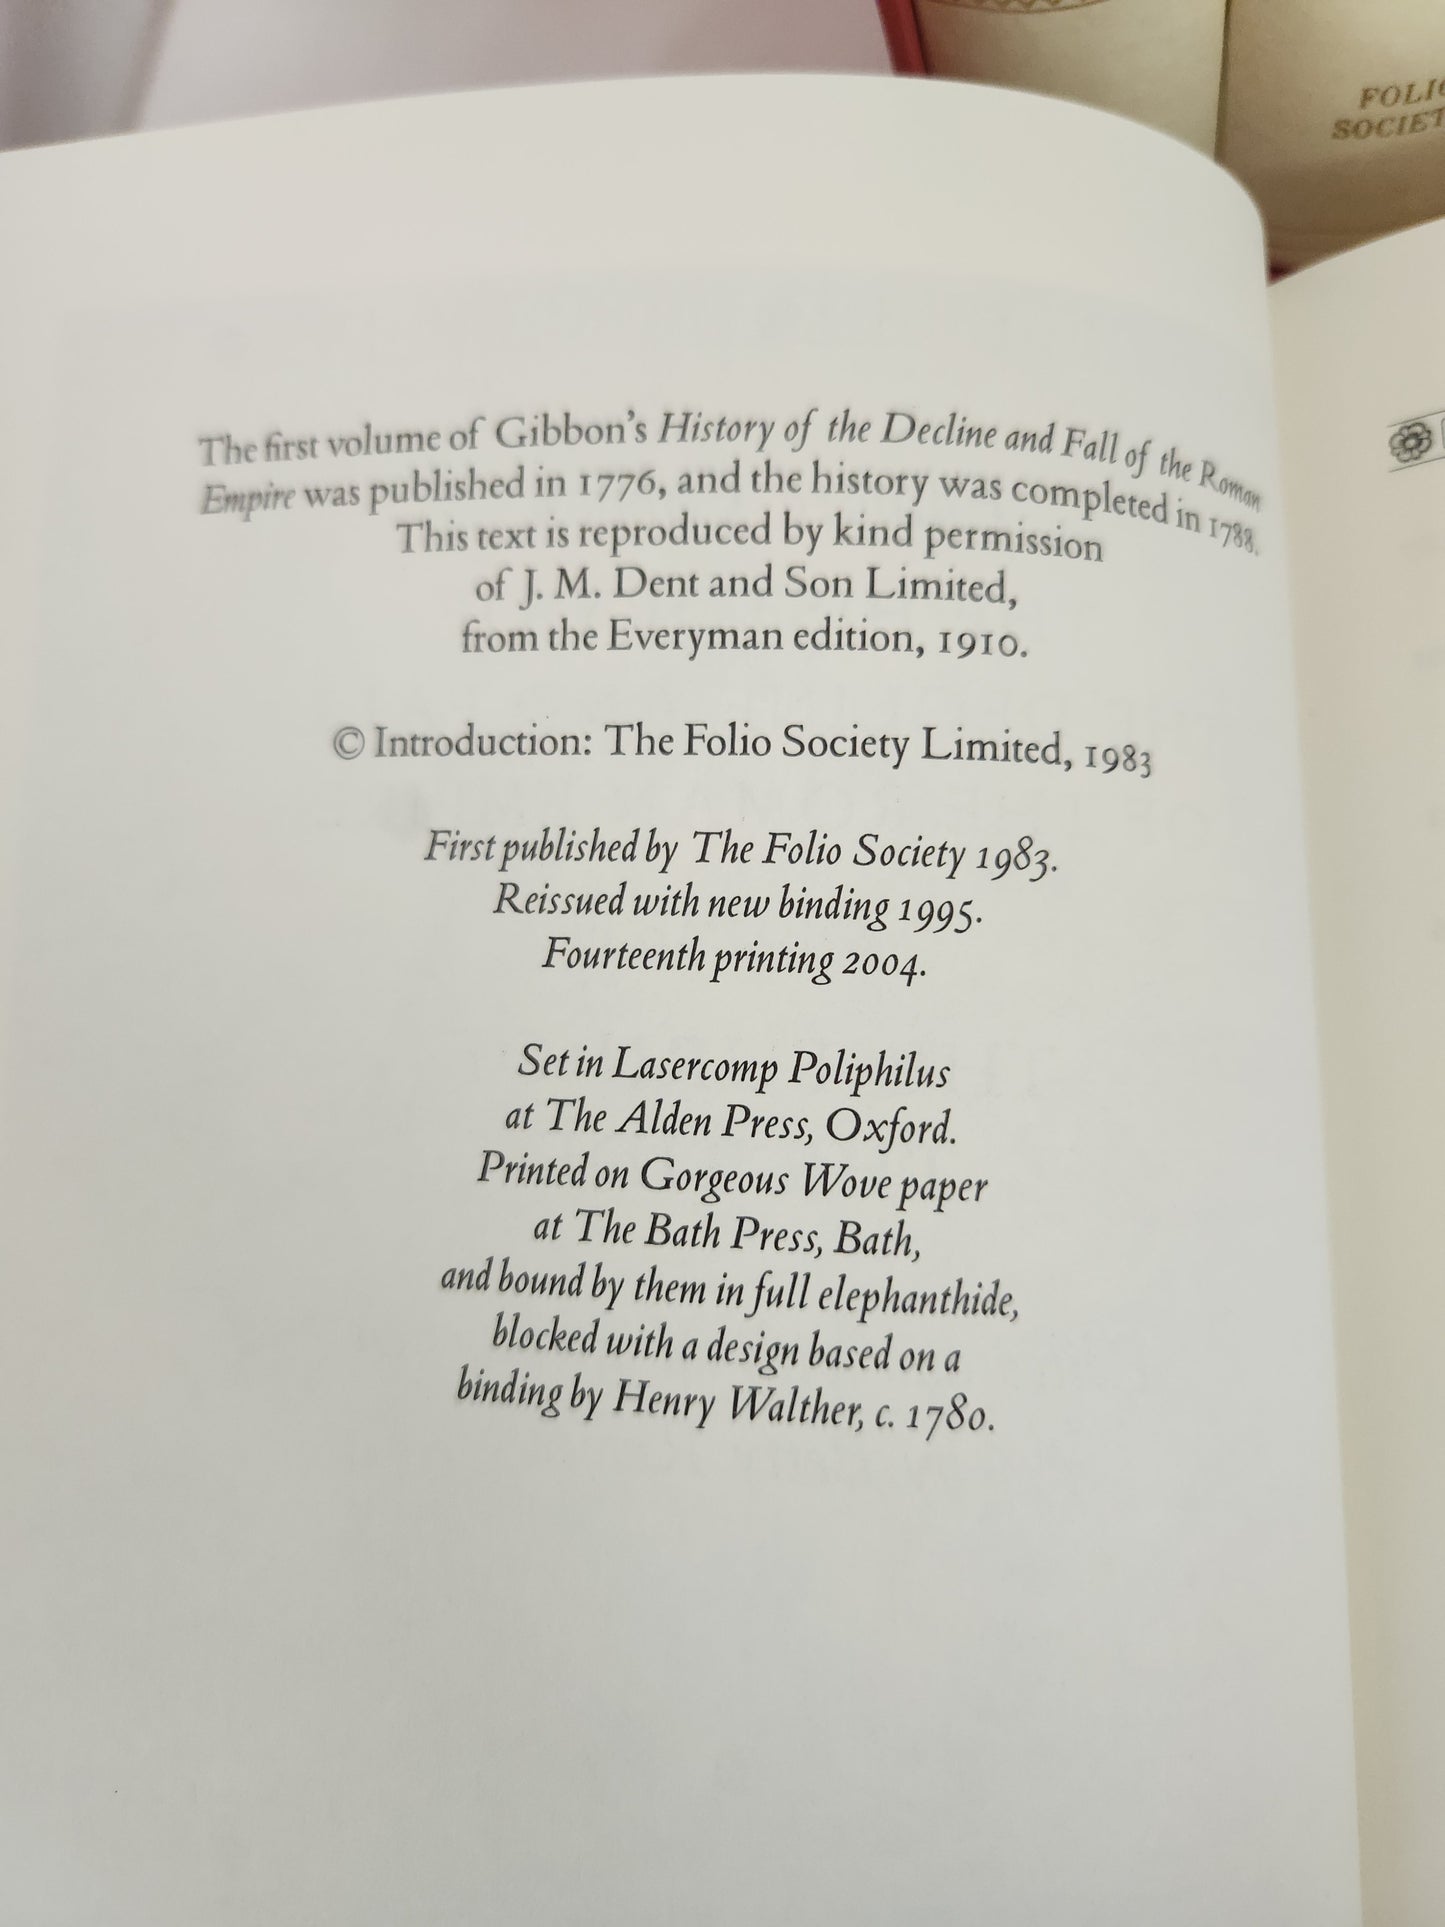 FOLIO
SOCIETY
The first volume of Gibbon's History of the Decline and Fall of the Roman
Empire was published in 1776, and the history was completed in 1788.
This text is reproduced by kind permission
of J. M. Dent and Son Limited,
from the Everyman edition, 1910.
© Introduction: The Folio Society Limited, 1983
First published by The Folio Society 1983.
Reissued with new binding 1995.
Fourteenth printing 2004.
Set in Lasercomp Poliphilus
at The Alden Press, Oxford.
Printed on Gorgeous Wove paper
at The Bath Press, Bath,
and bound by them in full elephanthide,
blocked with a design based on a
binding by Henry Walther, c. 1780.